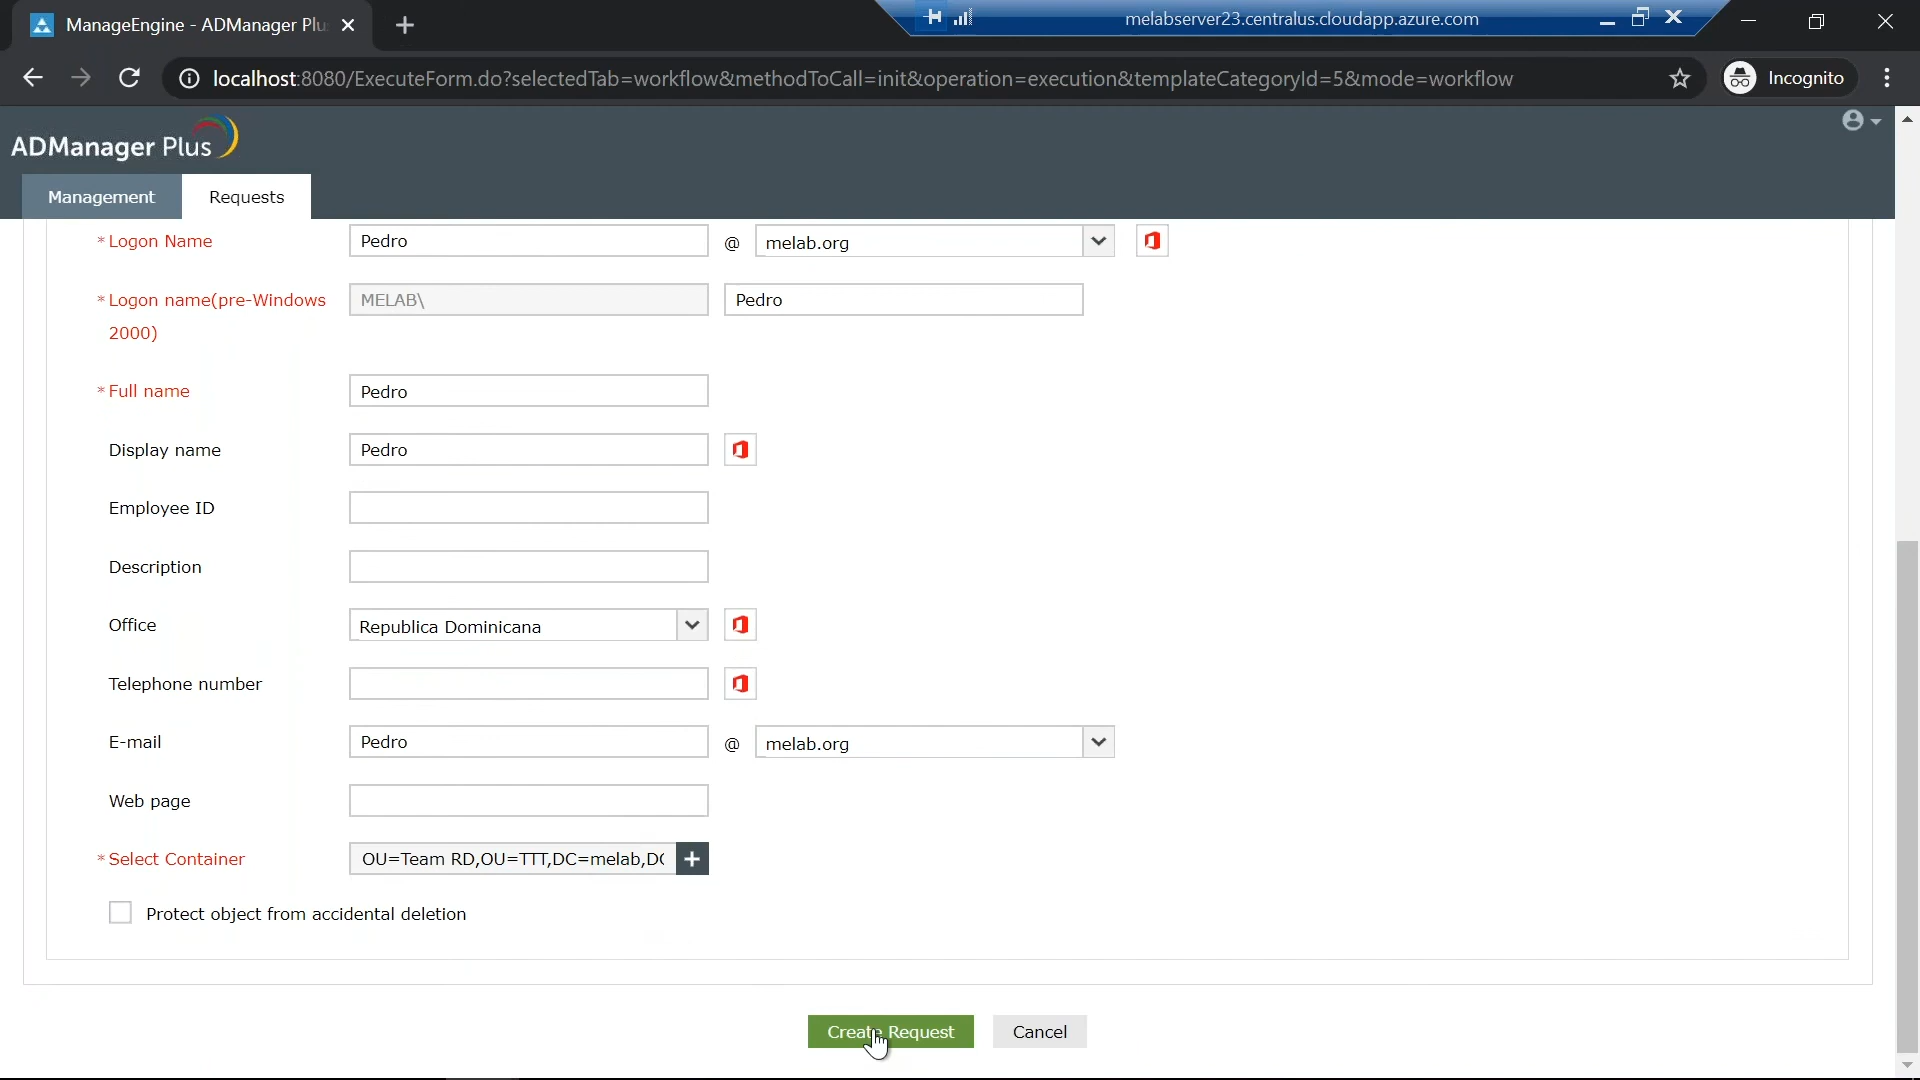 ManageEngine - ADManager Plu
melabserver23.centralus.cloudapp.azure.com
localhost:8080/ExecuteForm.do?selectedTab=workflow&methodToCall=init&operation=execution&templateCategoryId=5&mode=workflow
Incognito
ADManager Plus
Management
Requests
* Logon Name
Pedro
@
melab.org
* Logon name(pre-Windows
2000)
MELAB\
Pedro
* Full name
Pedro
Display name
Pedro
Employee ID
Description
Office
Republica Dominicana
Telephone number
E-mail
Pedro
@
melab.org
Web page
* Select Container
OU=Team RD,OU=TTT,DC=melab,DC
Protect object from accidental deletion
Create Request
Cancel